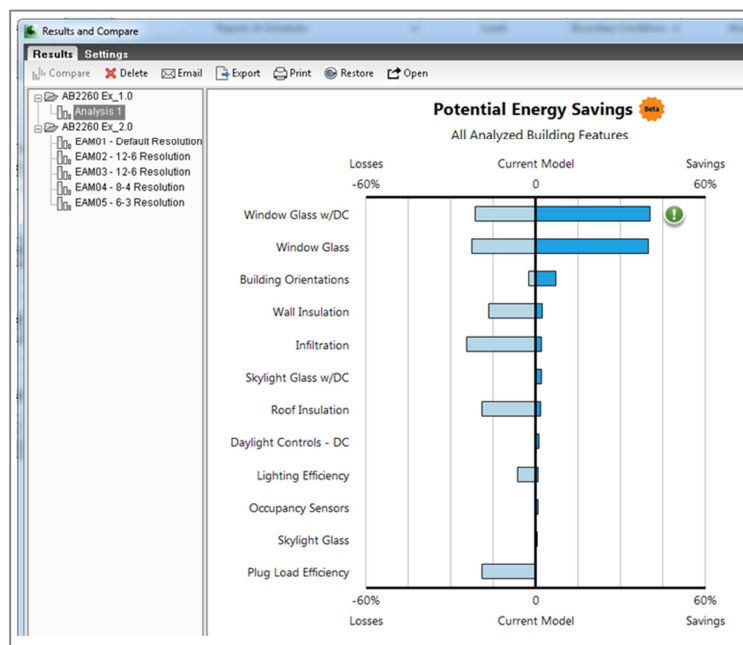 Results and Compare
Results Settings
Compare Delete Email Export Print Restore Open
AB2260 Ex_1.0
Analysis 1
AB2260 Ex_2.0
EAM01 - Default Resolution
EAM02 - 12-6 Resolution
EAM03 - 12-6 Resolution
EAM04 - 8-4 Resolution
EAM05 - 6-3 Resolution
Potential Energy Savings Beta
All Analyzed Building Features
Losses Current Model Savings
-60% 0 60%
Window Glass w/DC
Window Glass
Building Orientations
Wall Insulation
Infiltration
Skylight Glass w/DC
Roof Insulation
Daylight Controls - DC
Lighting Efficiency
Occupancy Sensors
Skylight Glass
Plug Load Efficiency
-60% 0 60%
Losses Current Model Savings